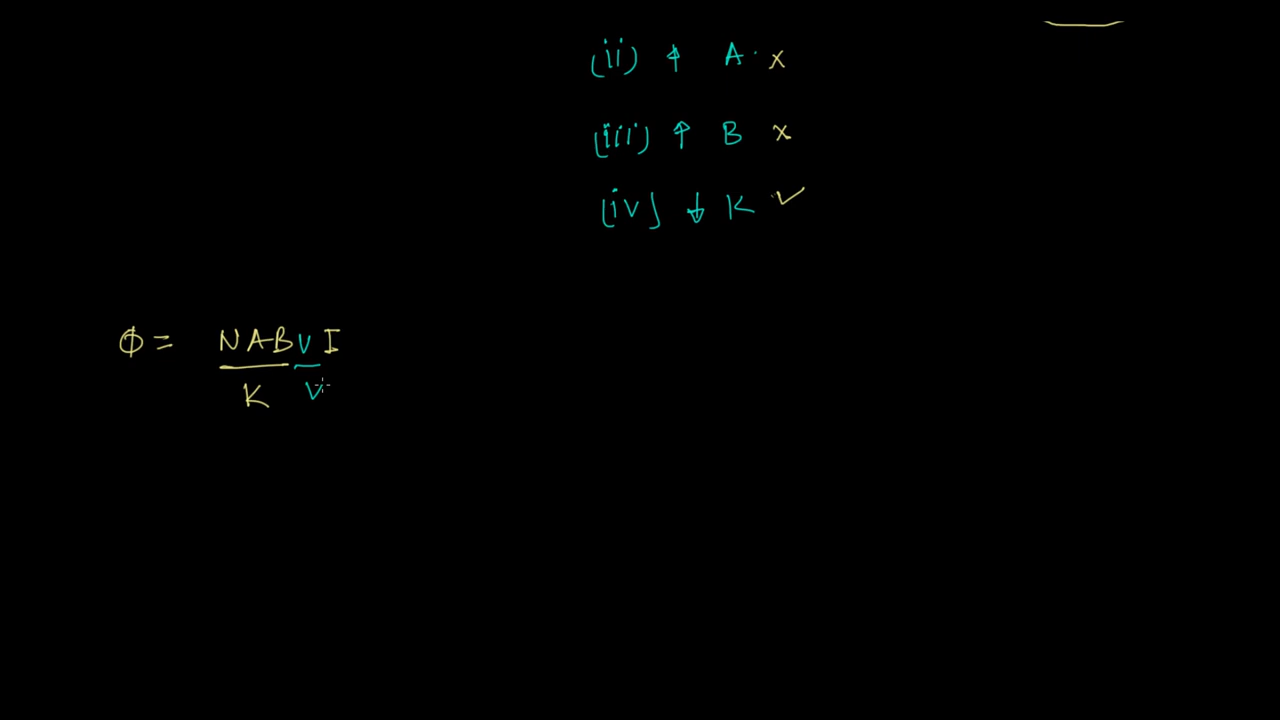 (ii) ↑ A x
(iii) ↑ B x
(iv) ↓ K ✓
Φ = NABVI
K V